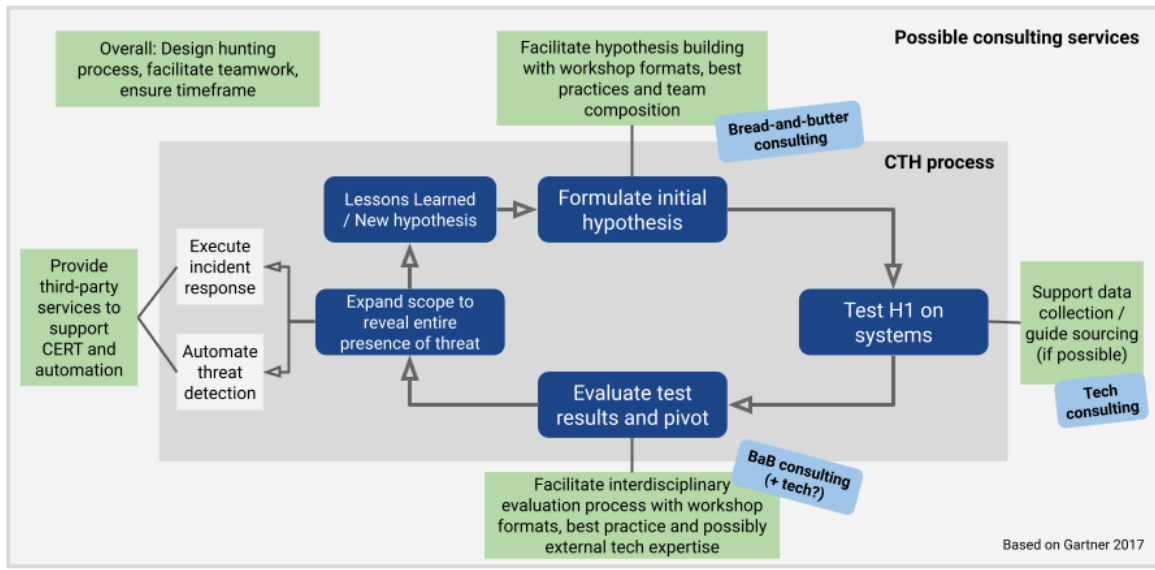 Possible consulting services
Overall: Design hunting
process, facilitate teamwork,
ensure timeframe
Facilitate hypothesis building
with workshop formats, best
practices and team
composition
Bread-and-butter
consulting
CTH process
Lessons Learned
/ New hypothesis
Formulate initial
hypothesis
Execute
incident
response
Provide
third-party
services to
support
CERT and
automation
Expand scope to
reveal entire
presence of threat
Test H1 on
systems
Support data
collection /
guide sourcing
(if possible)
Automate
threat
detection
Evaluate test
results and pivot
Tech
consulting
BaB consulting
(+ tech?)
Facilitate interdisciplinary
evaluation process with workshop
formats, best practice and possibly
external tech expertise
Based on Gartner 2017